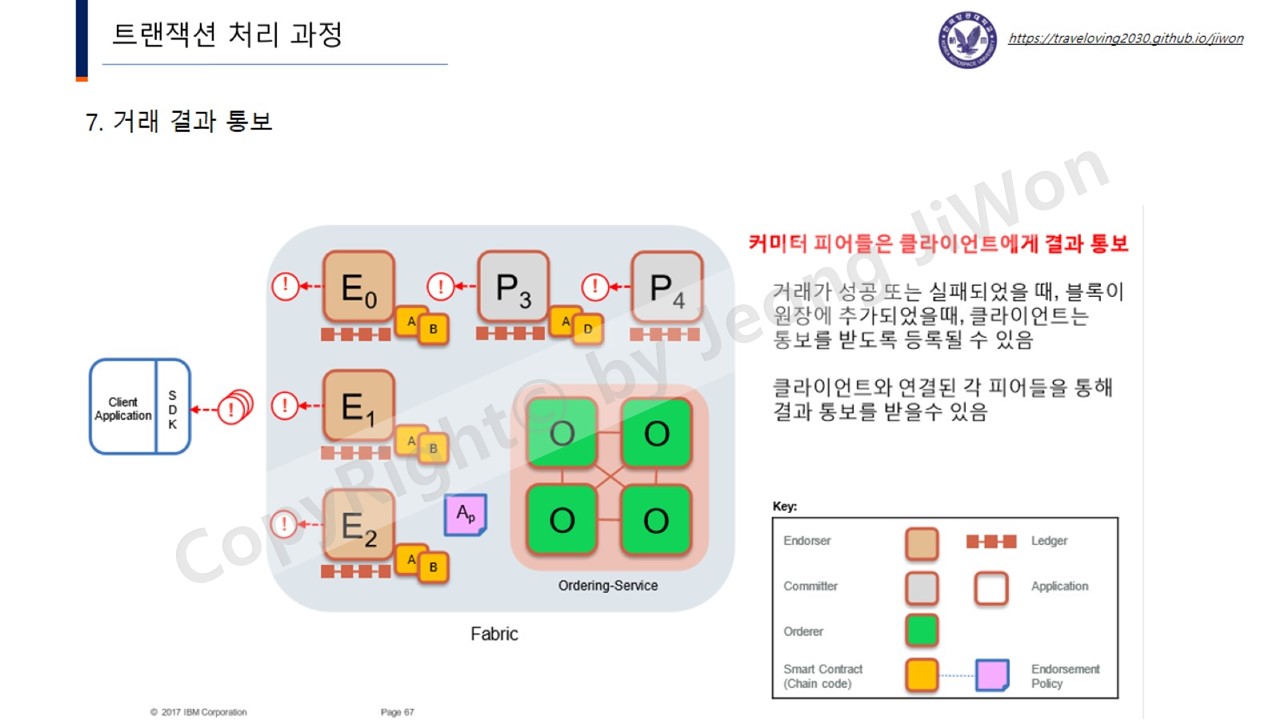 트랜잭션 처리 과정
https://traveloving2030.github.io/jiwon
7. 거래 결과 통보
커미터 피어들은 클라이언트에게 결과 통보
거래가 성공 또는 실패되었을 때, 블록이
원장에 추가되었을때, 클라이언트는
통보를 받도록 등록될 수 있음
클라이언트와 연결된 각 피어들을 통해
결과 통보를 받을수 있음
! E0 ! P3 ! P4
A B A D
Client
Application
S
D
K
!
! E1
A B
! E2
A B
Ap
O O
O O
Ordering-Service
Fabric
Key:
Endorser Ledger
Committer Application
Orderer
Smart Contract
(Chain code)
Endorsement
Policy
© 2017 IBM Corporation Page 67
CopyRight© by Jeong JiWon